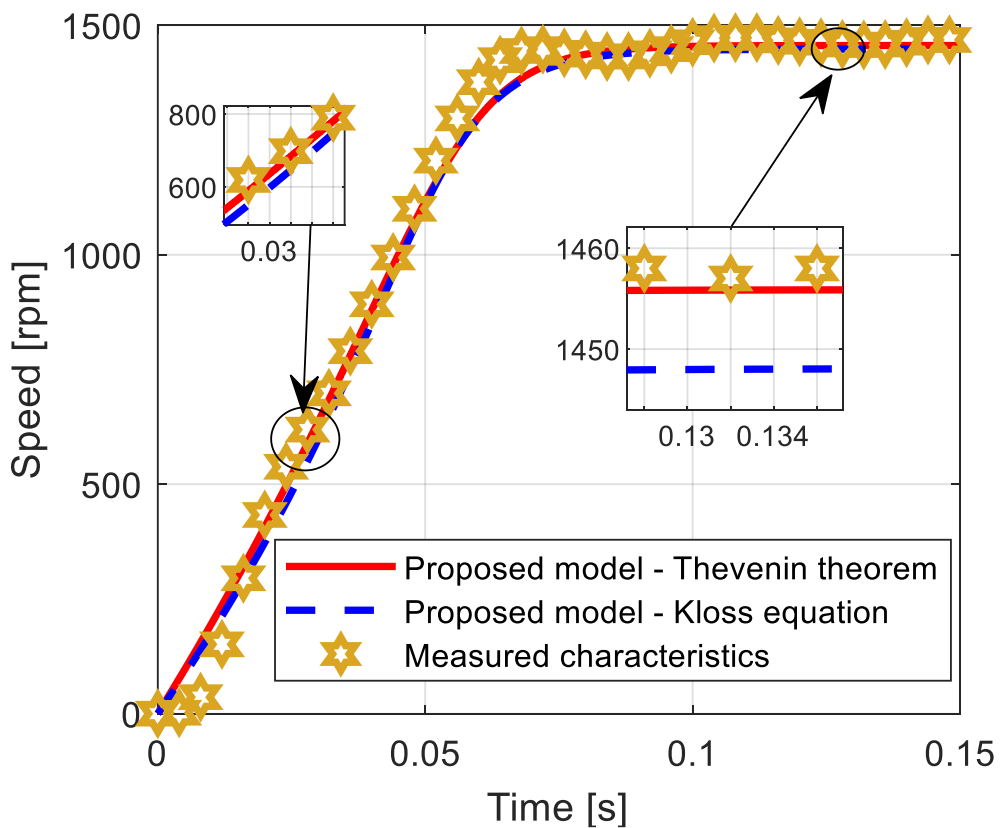 1500
1000
500
0
Speed [rpm]
800
600
0.03
1460
1450
0.13 0.134
Proposed model - Thevenin theorem
Proposed model - Kloss equation
Measured characteristics
0 0.05 0.1 0.15
Time [s]